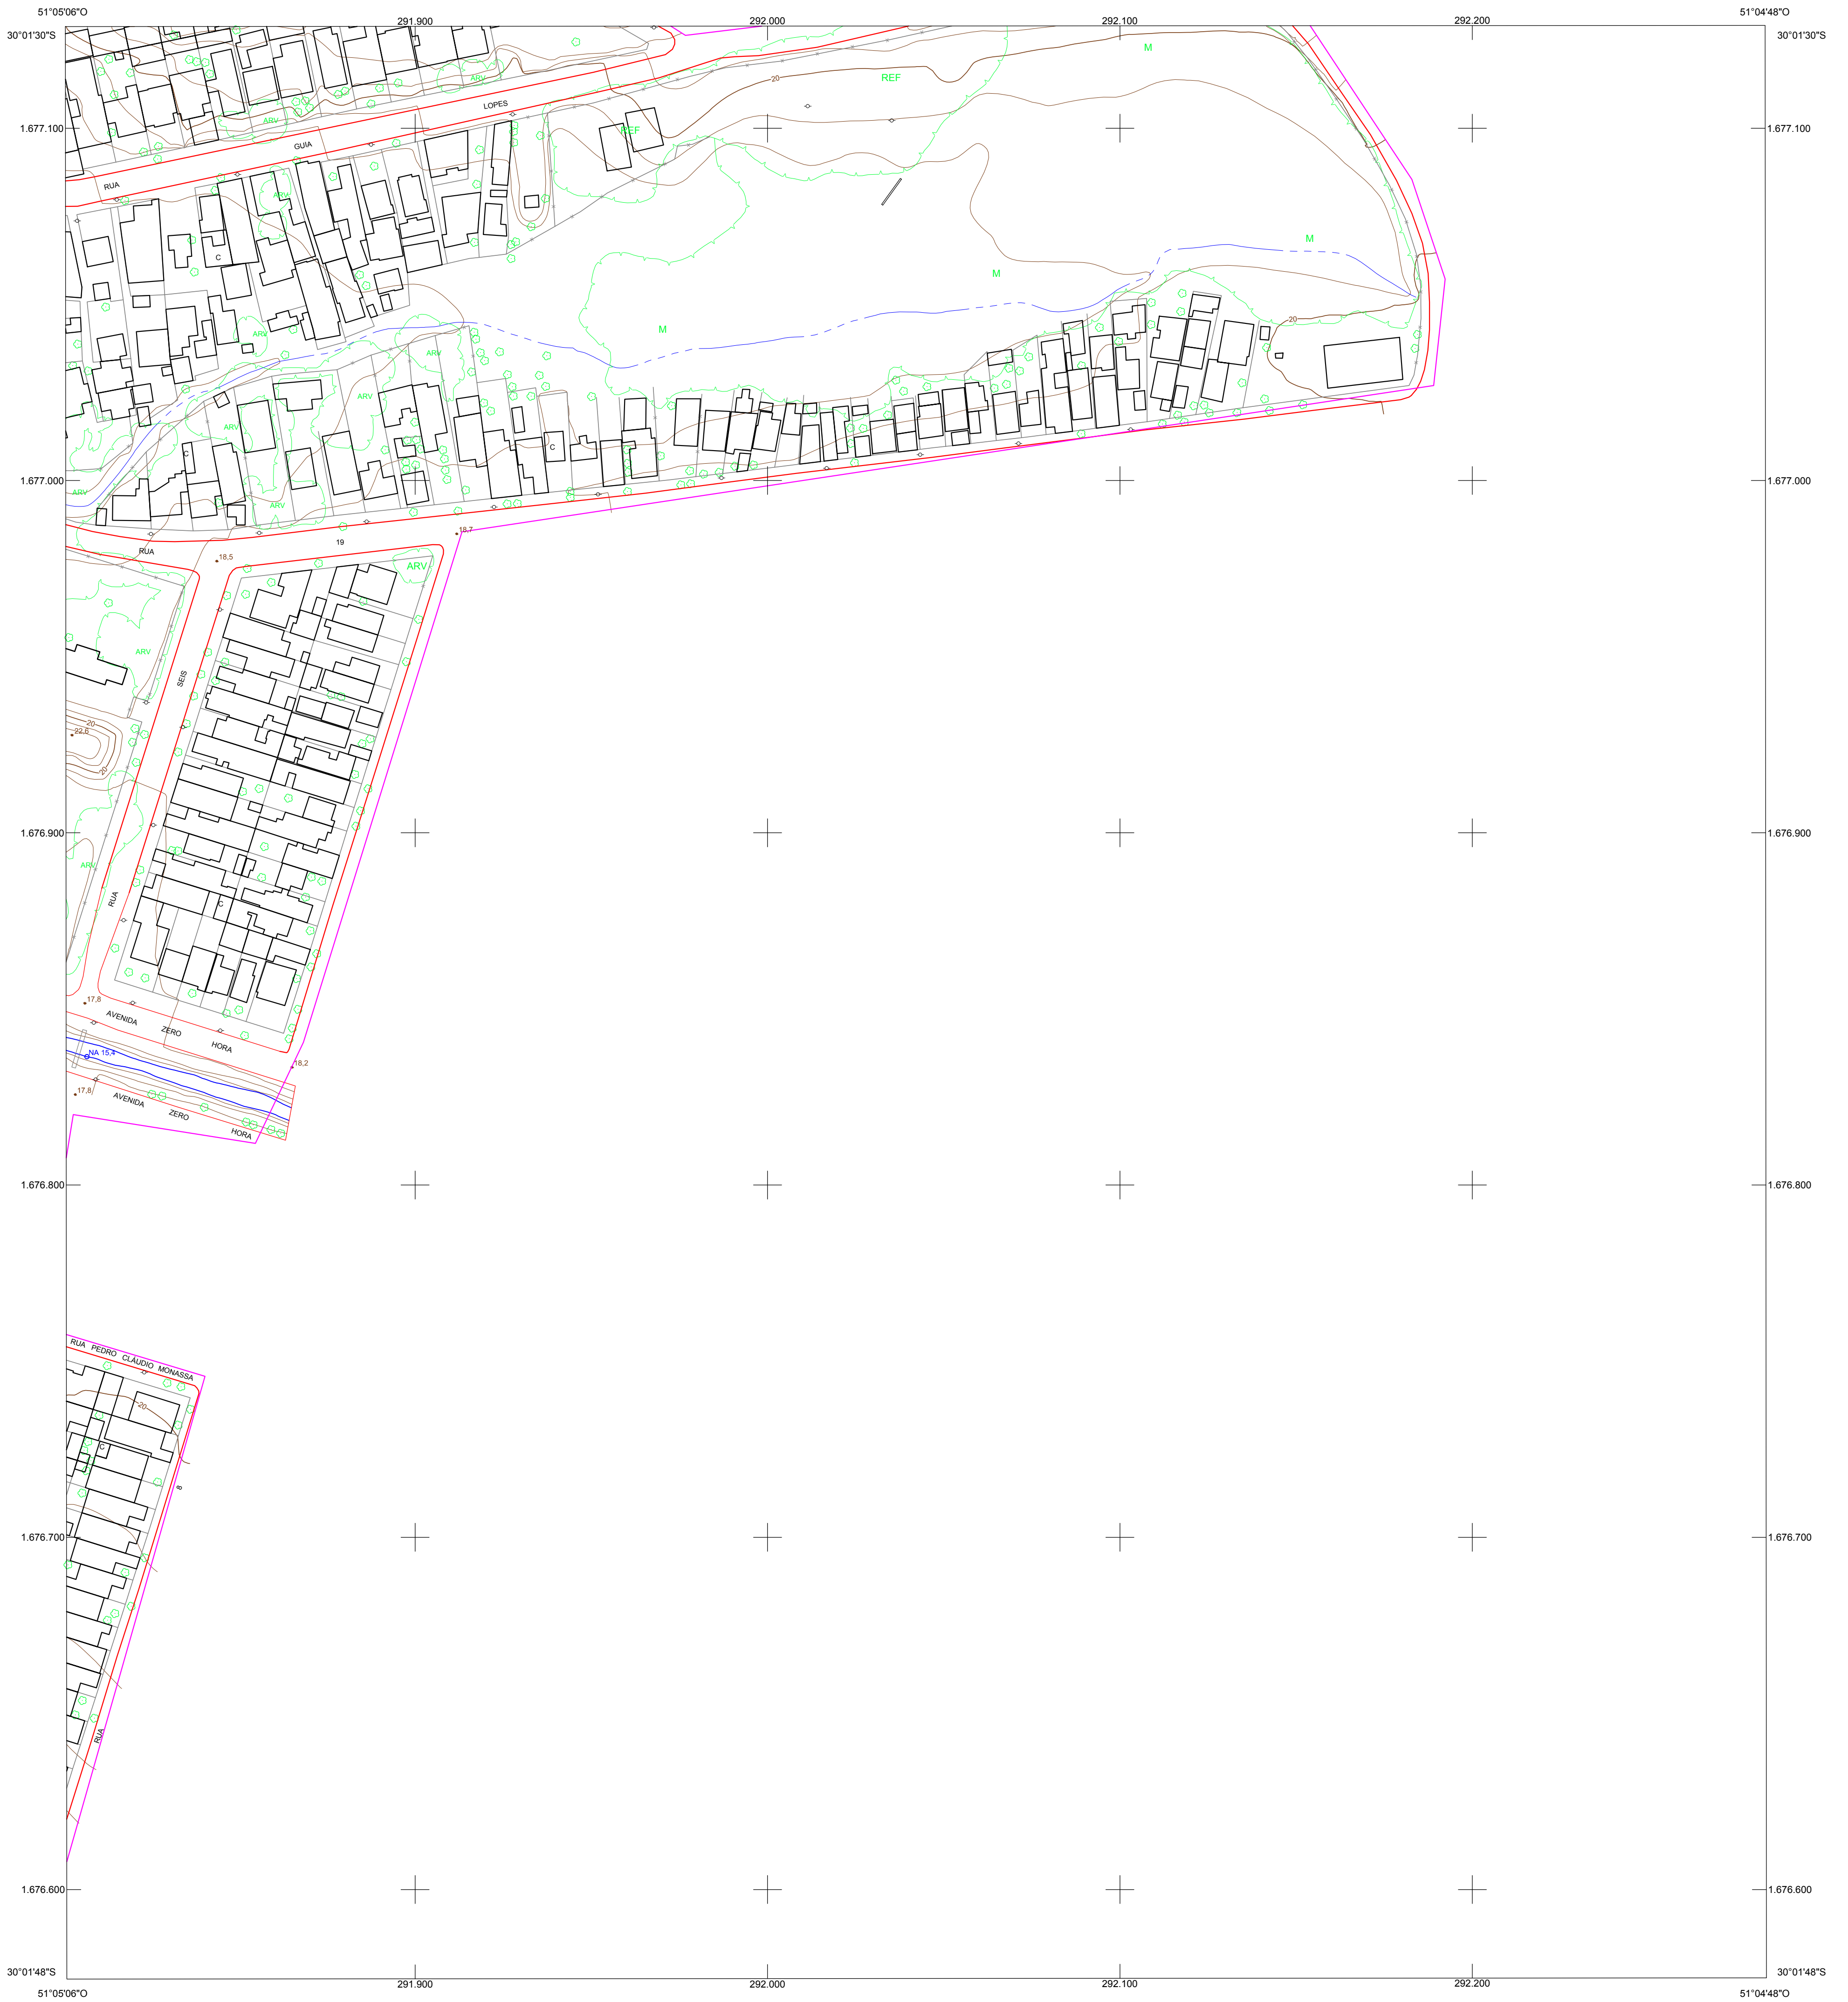 51°05'06"O
291.900
292.000
292.100
292.200
51°04'48"O
30°01'30"S
30°01'30"S
M
ARV
20
REF
LOPES
ARV
1.677.100
REF
1.677.100
GUIA
RUA
ARV
C
M
M
M
ARV
20
ARV
ARV
ARV
C
C
1.677.000
ARV
1.677.000
ARV
18,7
19
RUA
18,5
ARV
ARV
SEIS
20
22,6
20
1.676.900
1.676.900
ARV
RUA
C
17,8
AVENIDA ZERO HORA
NA 15,4
18,2
17,8
AVENIDA ZERO HORA
1.676.800
1.676.800
RUA PEDRO CLÁUDIO MONASSA
20
C
8
1.676.700
1.676.700
RUA
1.676.600
1.676.600
30°01'48"S
30°01'48"S
291.900
292.000
292.100
292.200
51°05'06"O
51°04'48"O